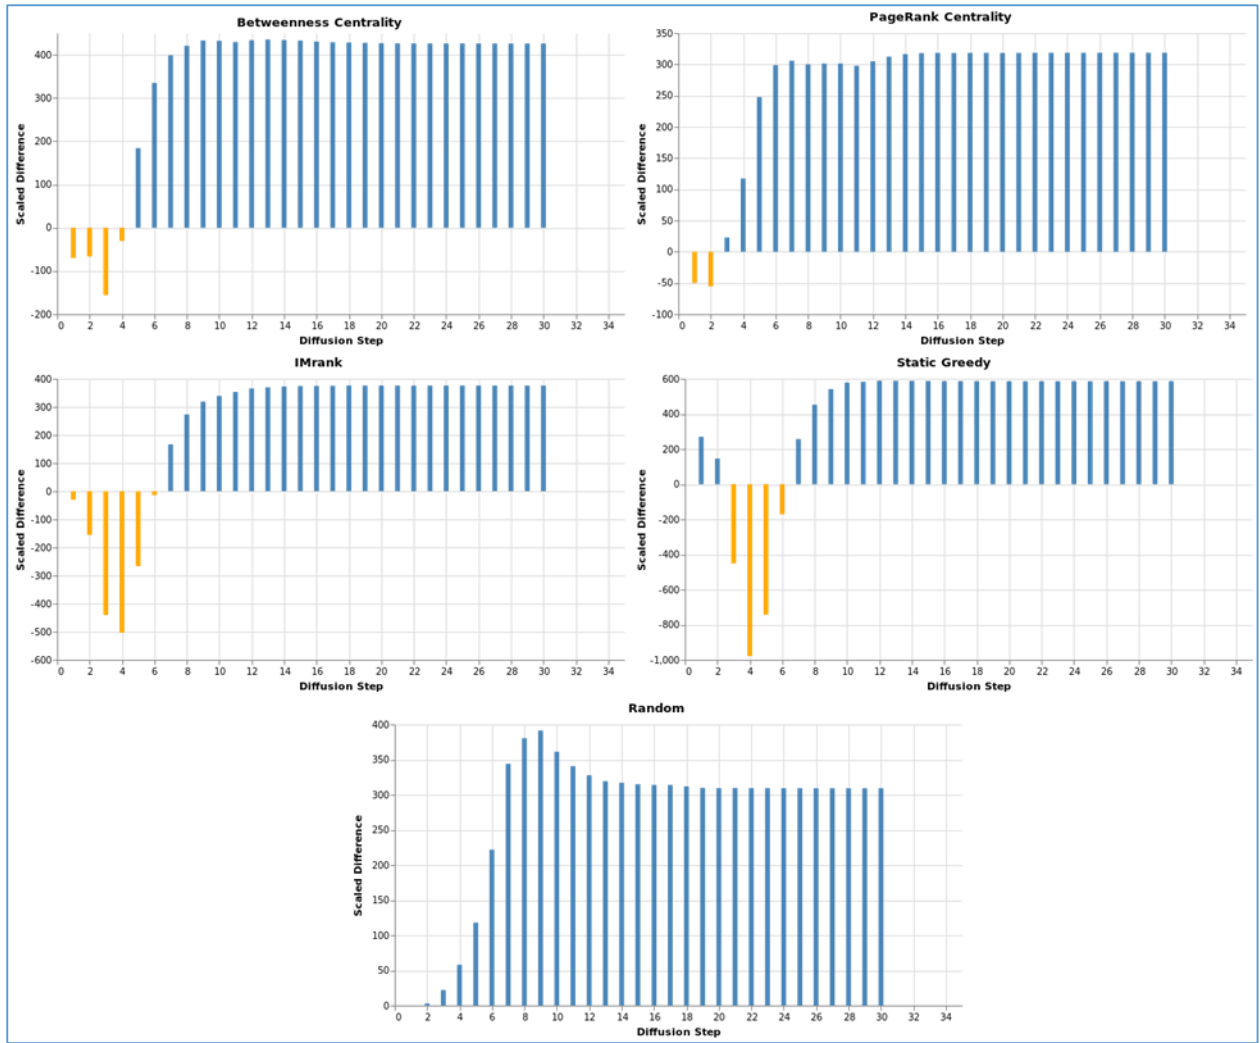 Betweenness Centrality
Scaled Difference
400
300
200
100
0
-100
-200
0 2 4 6 8 10 12 14 16 18 20 22 24 26 28 30 32 34
Diffusion Step
PageRank Centrality
Scaled Difference
350
300
250
200
150
100
50
0
-50
-100
0 2 4 6 8 10 12 14 16 18 20 22 24 26 28 30 32 34
Diffusion Step
IMrank
Scaled Difference
400
300
200
100
0
-100
-200
-300
-400
-500
-600
0 2 4 6 8 10 12 14 16 18 20 22 24 26 28 30 32 34
Diffusion Step
Static Greedy
Scaled Difference
600
400
200
0
-200
-400
-600
-800
-1,000
0 2 4 6 8 10 12 14 16 18 20 22 24 26 28 30 32 34
Diffusion Step
Random
Scaled Difference
400
350
300
250
200
150
100
50
0
0 2 4 6 8 10 12 14 16 18 20 22 24 26 28 30 32 34
Diffusion Step